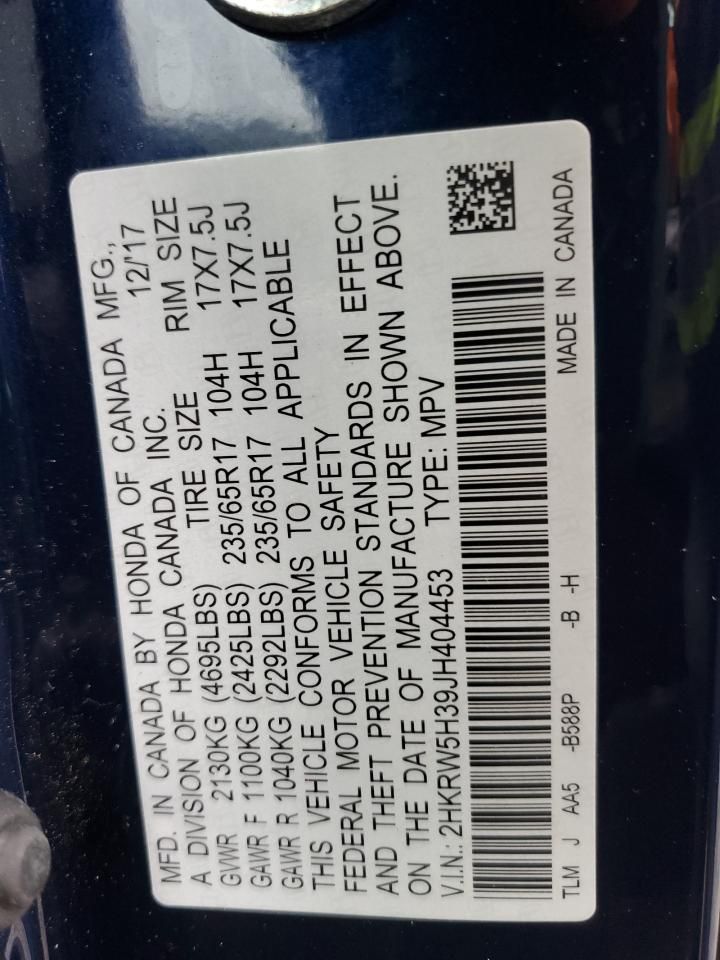 MFD. IN CANADA BY HONDA OF CANADA MFG.,
A DIVISION OF HONDA CANADA INC. 12/'17
TIRE SIZE RIM SIZE
GVWR 2130KG (4695LBS)
GAWR F 1100KG (2425LBS) 235/65R17 104H 17X7.5J
GAWR R 1040KG (2292LBS) 235/65R17 104H 17X7.5J
THIS VEHICLE CONFORMS TO ALL APPLICABLE
FEDERAL MOTOR VEHICLE SAFETY
AND THEFT PREVENTION STANDARDS IN EFFECT
ON THE DATE OF MANUFACTURE SHOWN ABOVE.
V.I.N.: 2HKRW5H39JH404453 TYPE: MPV
TLM J AA5 -B588P -B -H MADE IN CANADA